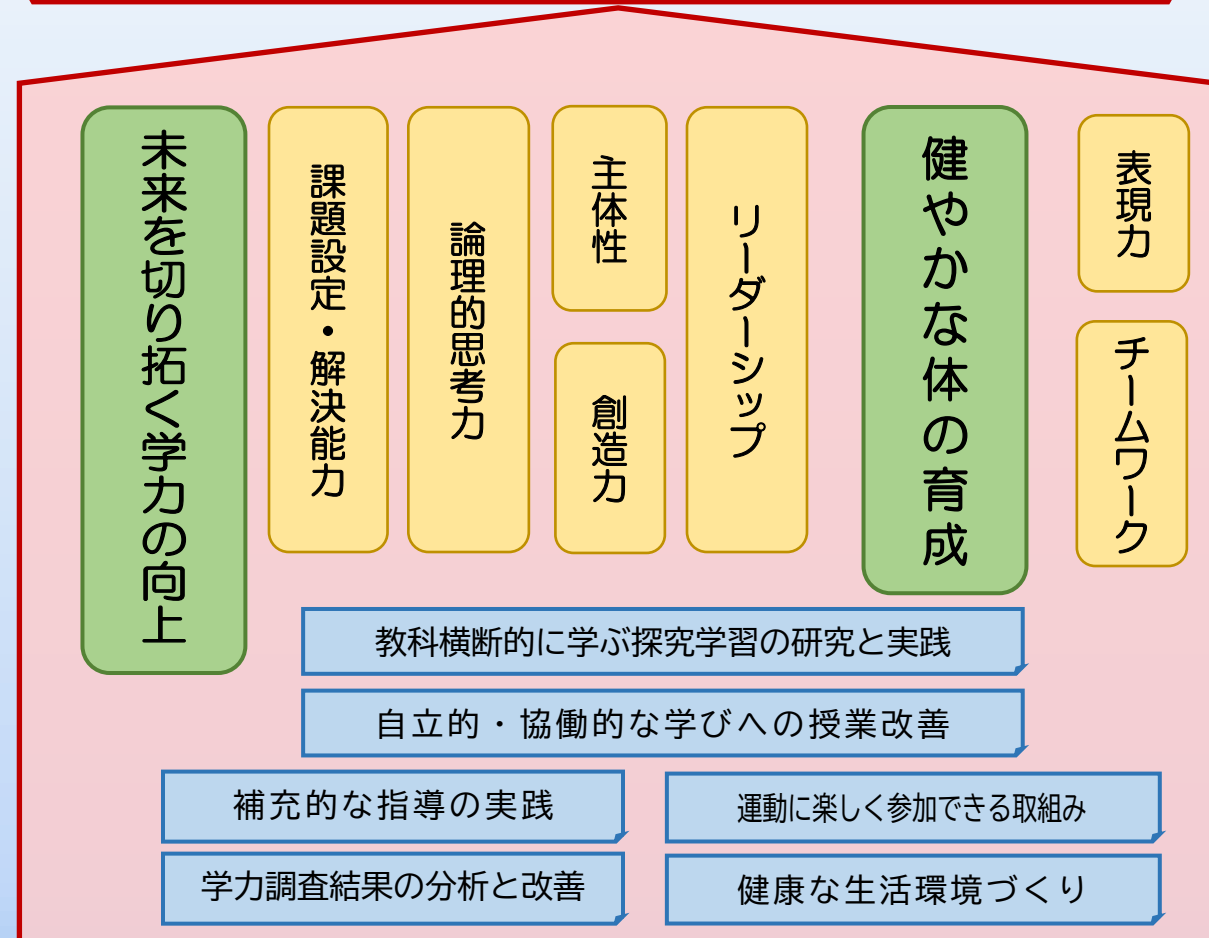 未来を切り拓く学力の向上
課題設定・解決能力
論理的思考力
主体性
創造力
リーダーシップ
健やかな体の育成
表現力
チームワーク
教科横断的に学ぶ探究学習の研究と実践
自立的・協働的な学びへの授業改善
補充的な指導の実践
運動に楽しく参加できる取組み
学力調査結果の分析と改善
健康な生活環境づくり